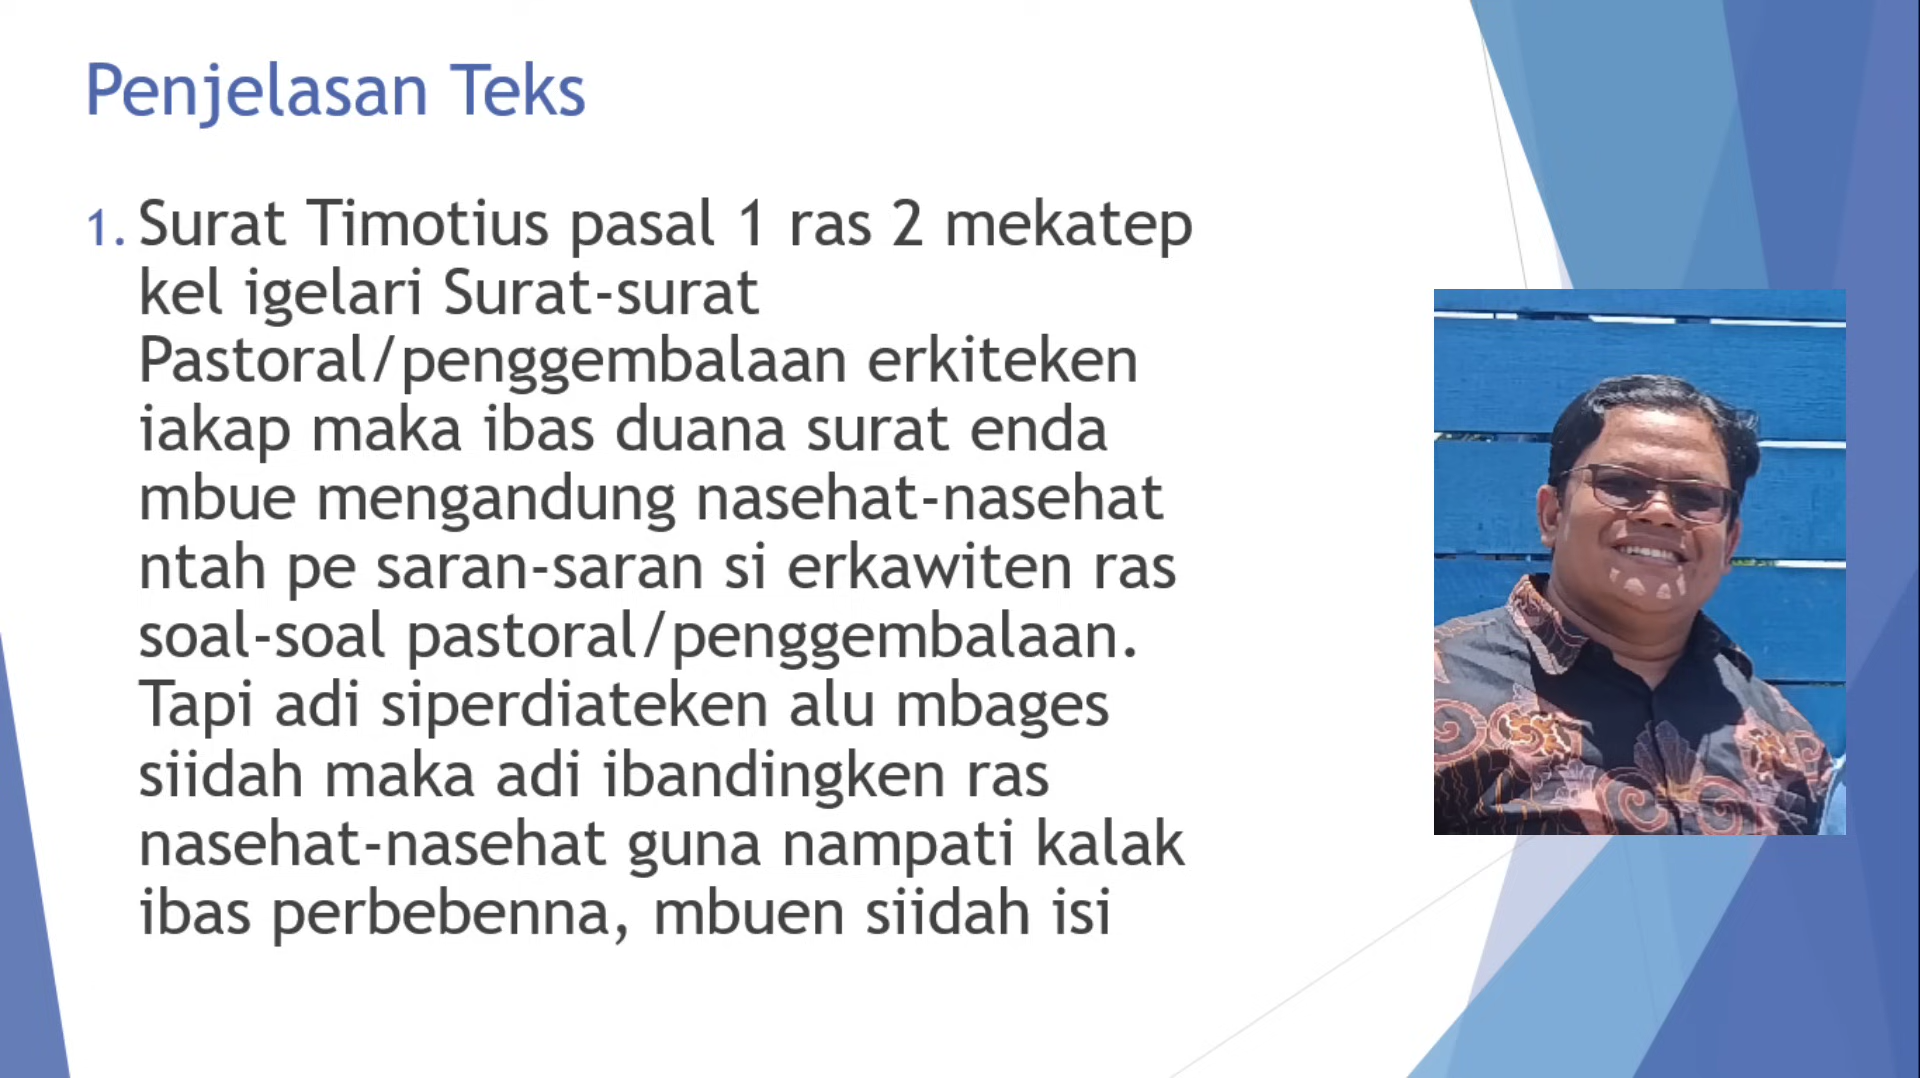 Penjelasan Teks
1. Surat Timotius pasal 1 ras 2 mekatep
kel igelari Surat-surat
Pastoral/penggembalaan erkiteken
iakap maka ibas duana surat enda
mbue mengandung nasehat-nasehat
ntah pe saran-saran si erkawiten ras
soal-soal pastoral/penggembalaan.
Tapi adi siperdiateken alu mbages
siidah maka adi ibandingken ras
nasehat-nasehat guna nampati kalak
ibas perbebenna, mbuen siidah isi